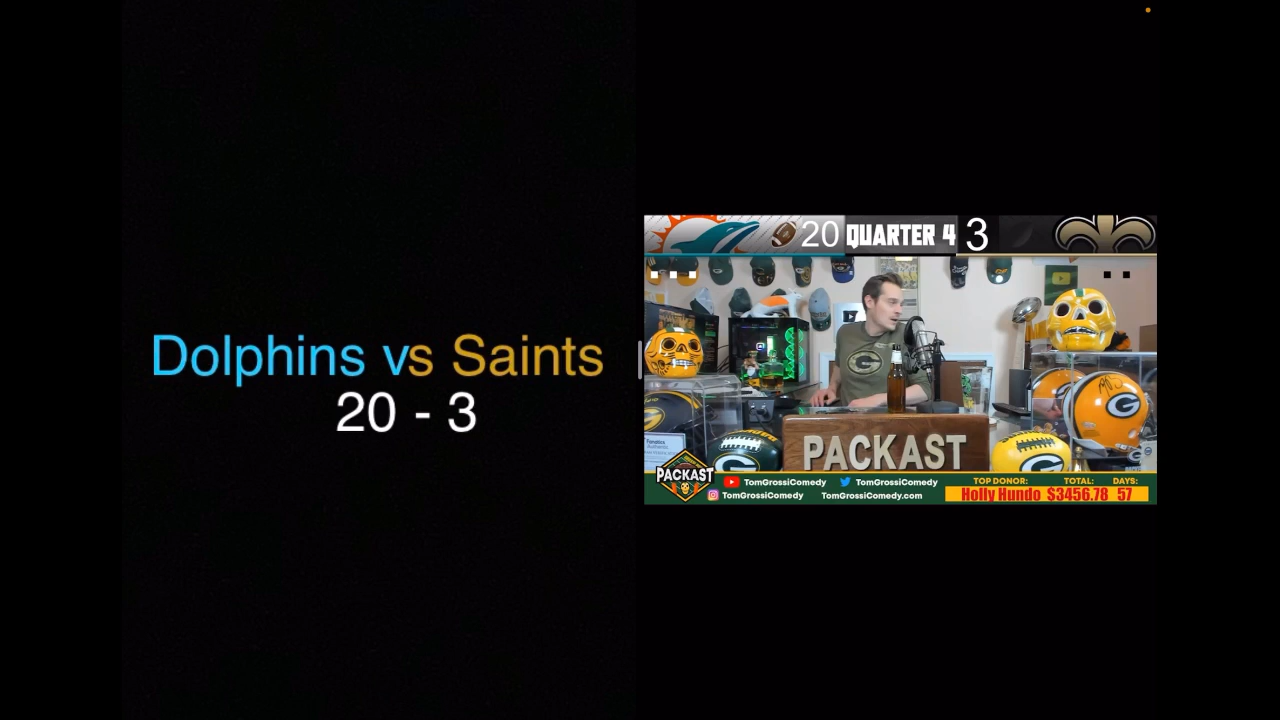 Dolphins vs Saints
20 - 3
20 QUARTER 4 3
PACKAST
PACKAST
TomGrossiComedy
TomGrossiComedy
TomGrossiComedy
TomGrossiComedy.com
TOP DONOR: TOTAL: DAYS:
Holly Hundo $3456.78 57